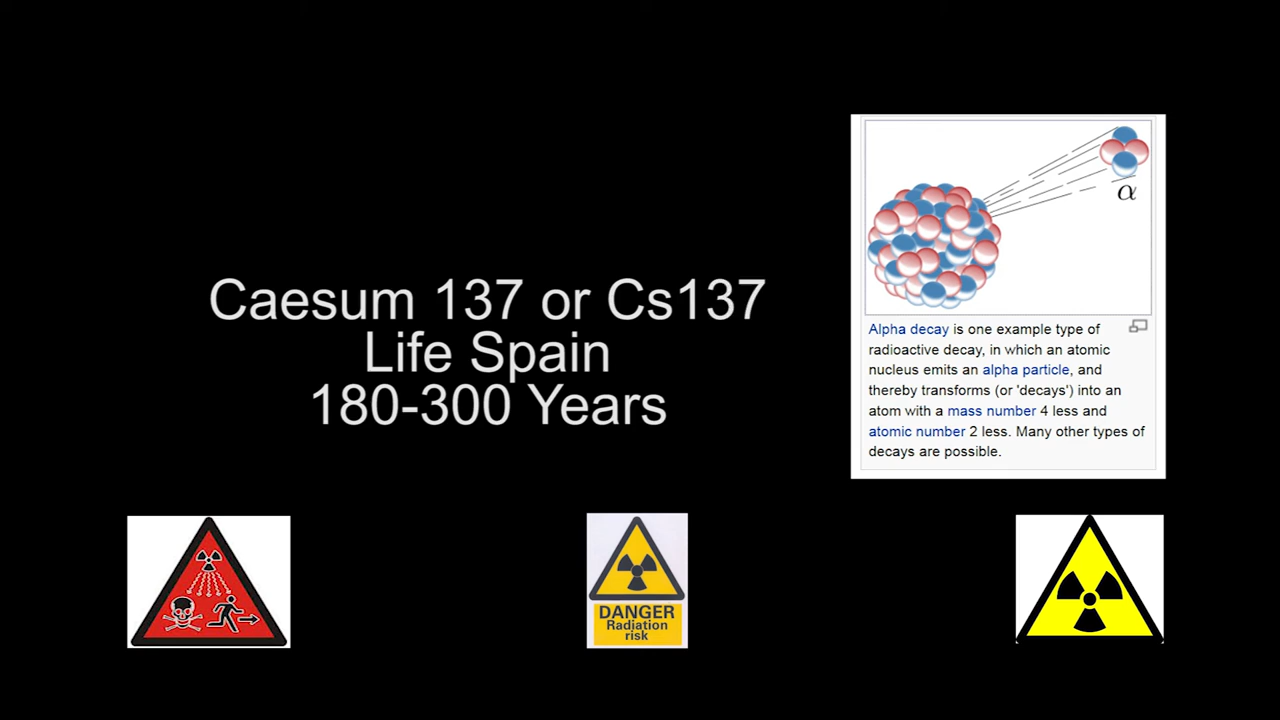 Caesum 137 or Cs137
Life Spain
180-300 Years
α
Alpha decay is one example type of
radioactive decay, in which an atomic
nucleus emits an alpha particle, and
thereby transforms (or 'decays') into an
atom with a mass number 4 less and
atomic number 2 less. Many other types of
decays are possible.
DANGER
Radiation
risk